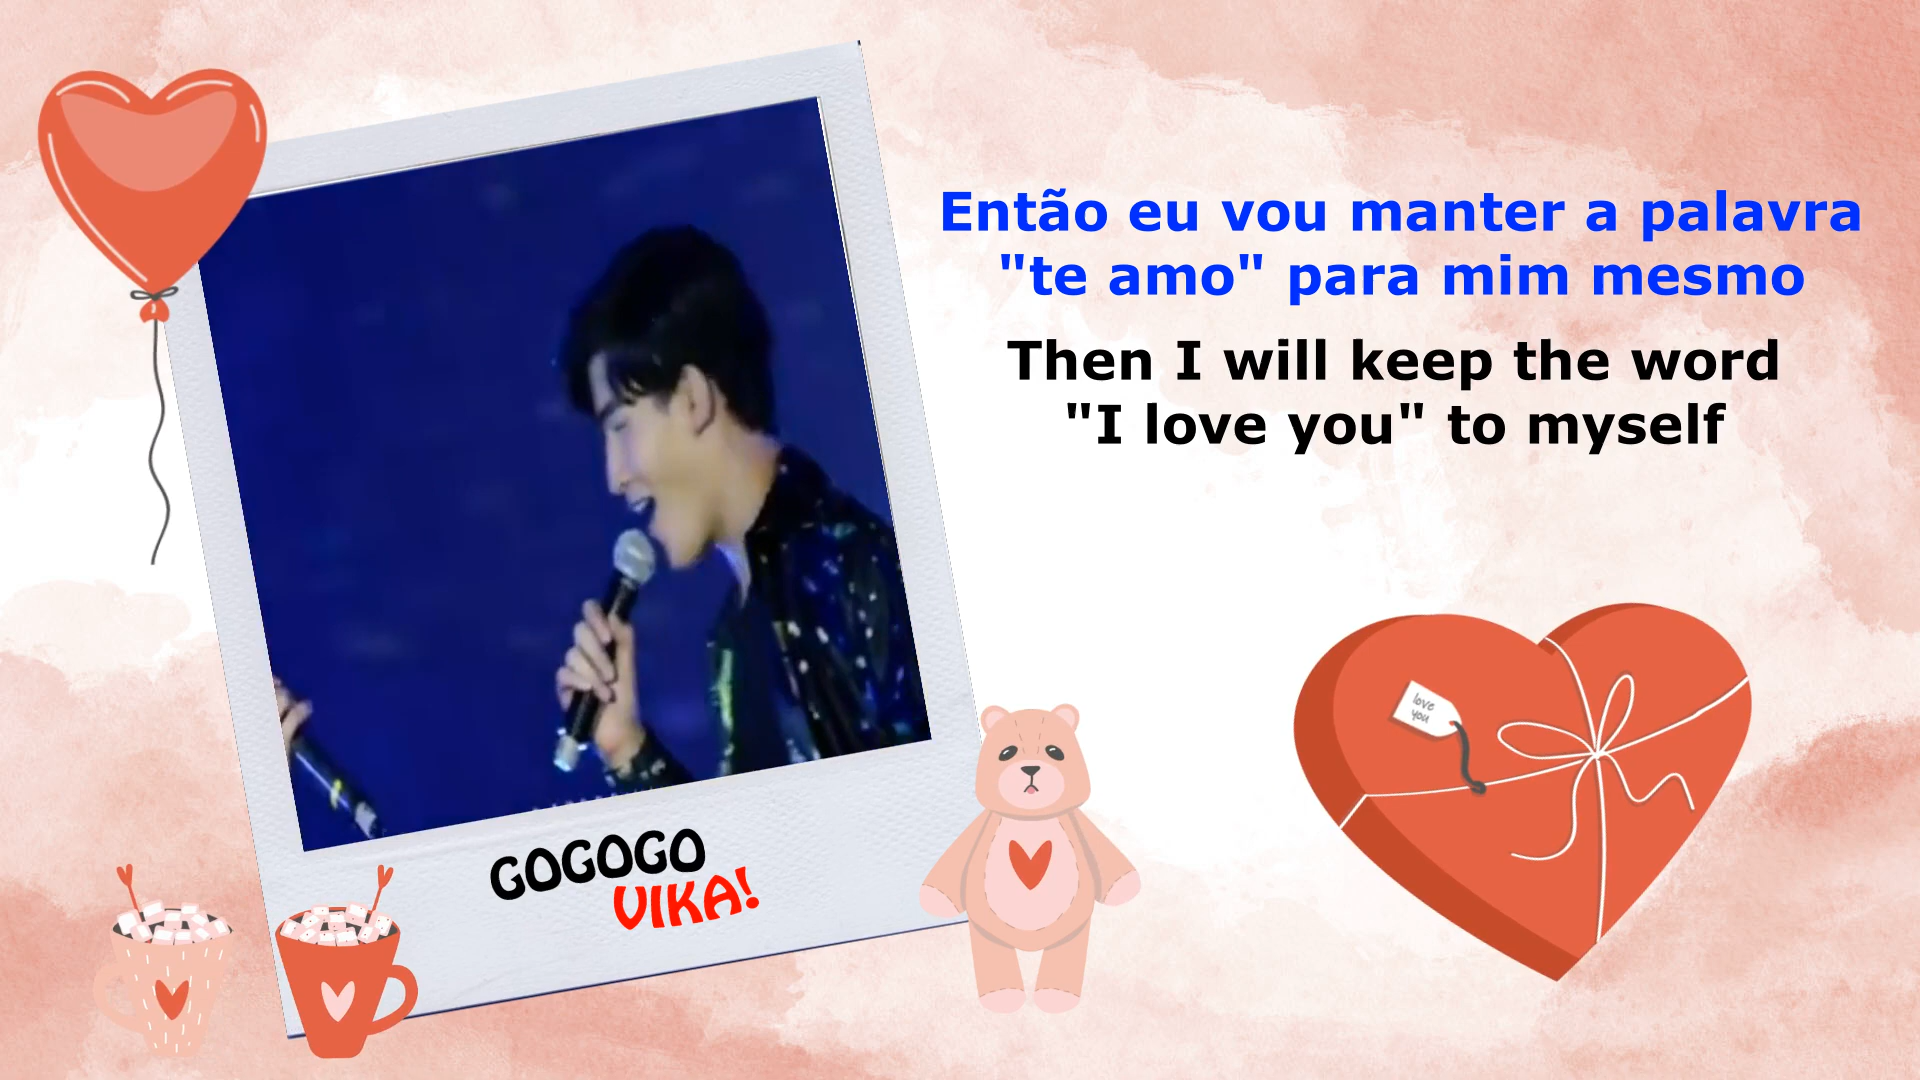 Então eu vou manter a palavra
"te amo" para mim mesmo
Then I will keep the word
"I love you" to myself
love
you
GOGOGO
VIKA!